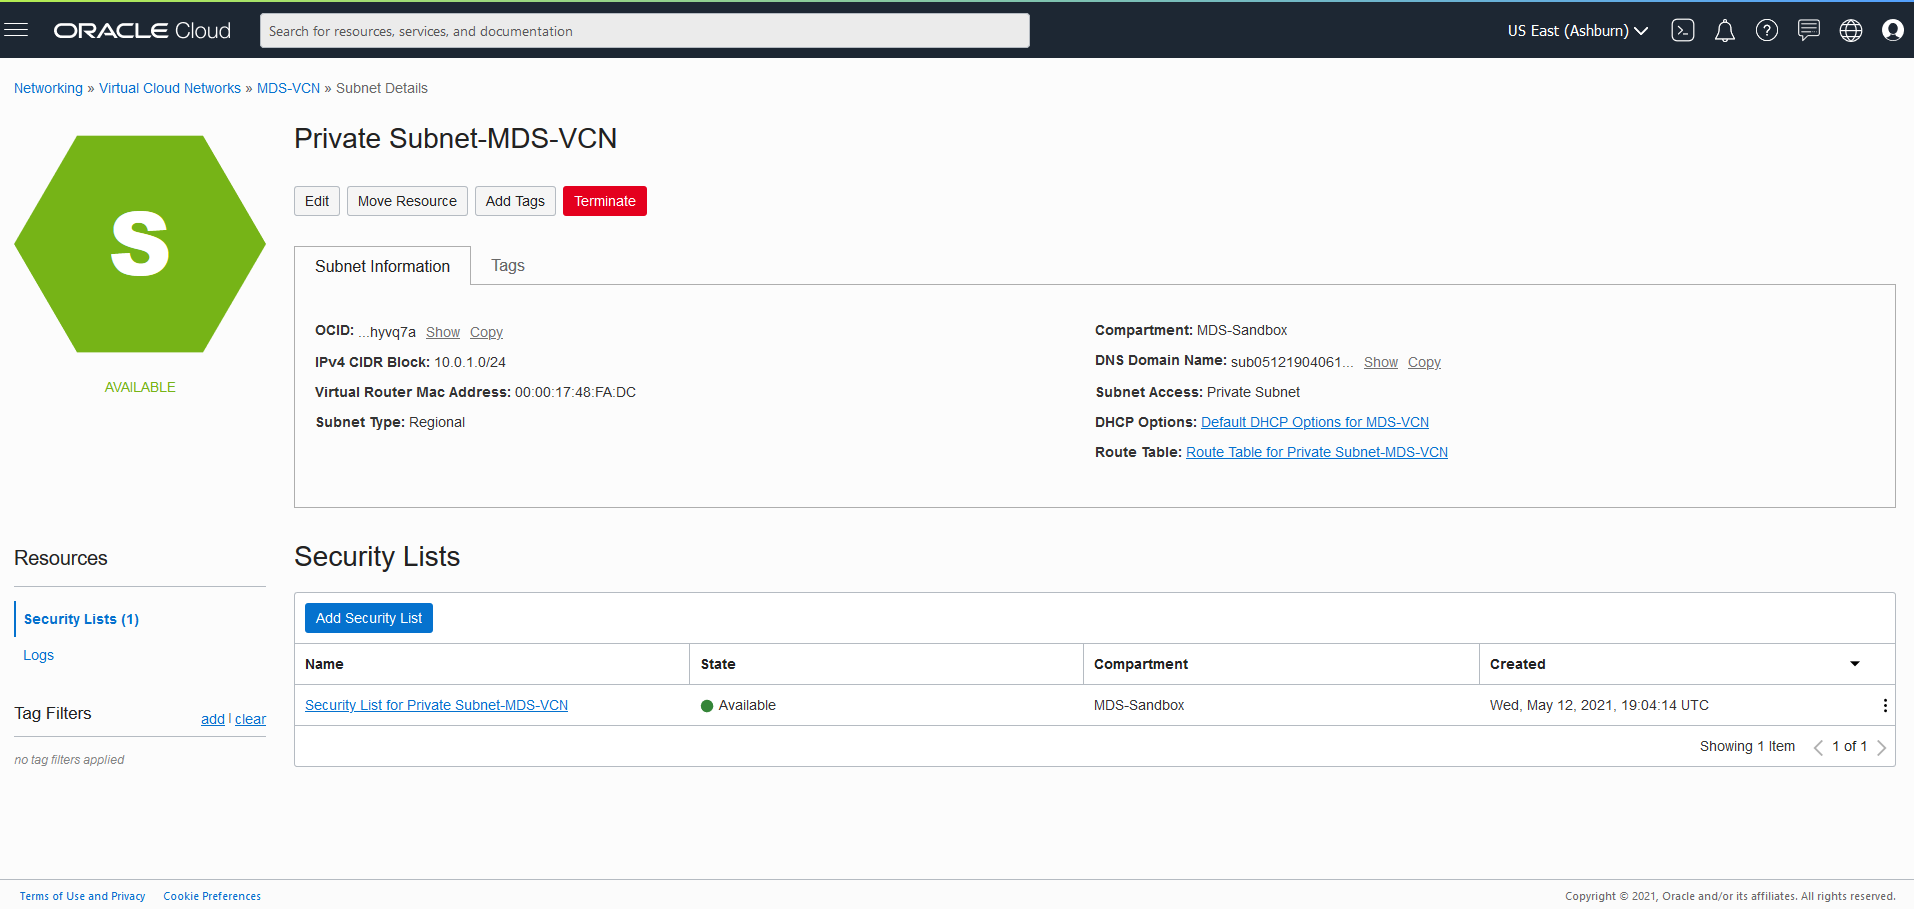 ORACLE Cloud
Search for resources, services, and documentation
US East (Ashburn)
Networking » Virtual Cloud Networks » MDS-VCN » Subnet Details
S
AVAILABLE
Private Subnet-MDS-VCN
Edit
Move Resource
Add Tags
Terminate
Subnet Information
Tags
OCID: ...hyvq7a Show Copy
IPv4 CIDR Block: 10.0.1.0/24
Virtual Router Mac Address: 00:00:17:48:FA:DC
Subnet Type: Regional
Compartment: MDS-Sandbox
DNS Domain Name: sub05121904061... Show Copy
Subnet Access: Private Subnet
DHCP Options: Default DHCP Options for MDS-VCN
Route Table: Route Table for Private Subnet-MDS-VCN
Resources
Security Lists (1)
Logs
Tag Filters
add | clear
no tag filters applied
Security Lists
Add Security List
Name State Compartment Created
Security List for Private Subnet-MDS-VCN Available MDS-Sandbox Wed, May 12, 2021, 19:04:14 UTC
Showing 1 Item 1 of 1
Terms of Use and Privacy Cookie Preferences
Copyright © 2021, Oracle and/or its affiliates. All rights reserved.